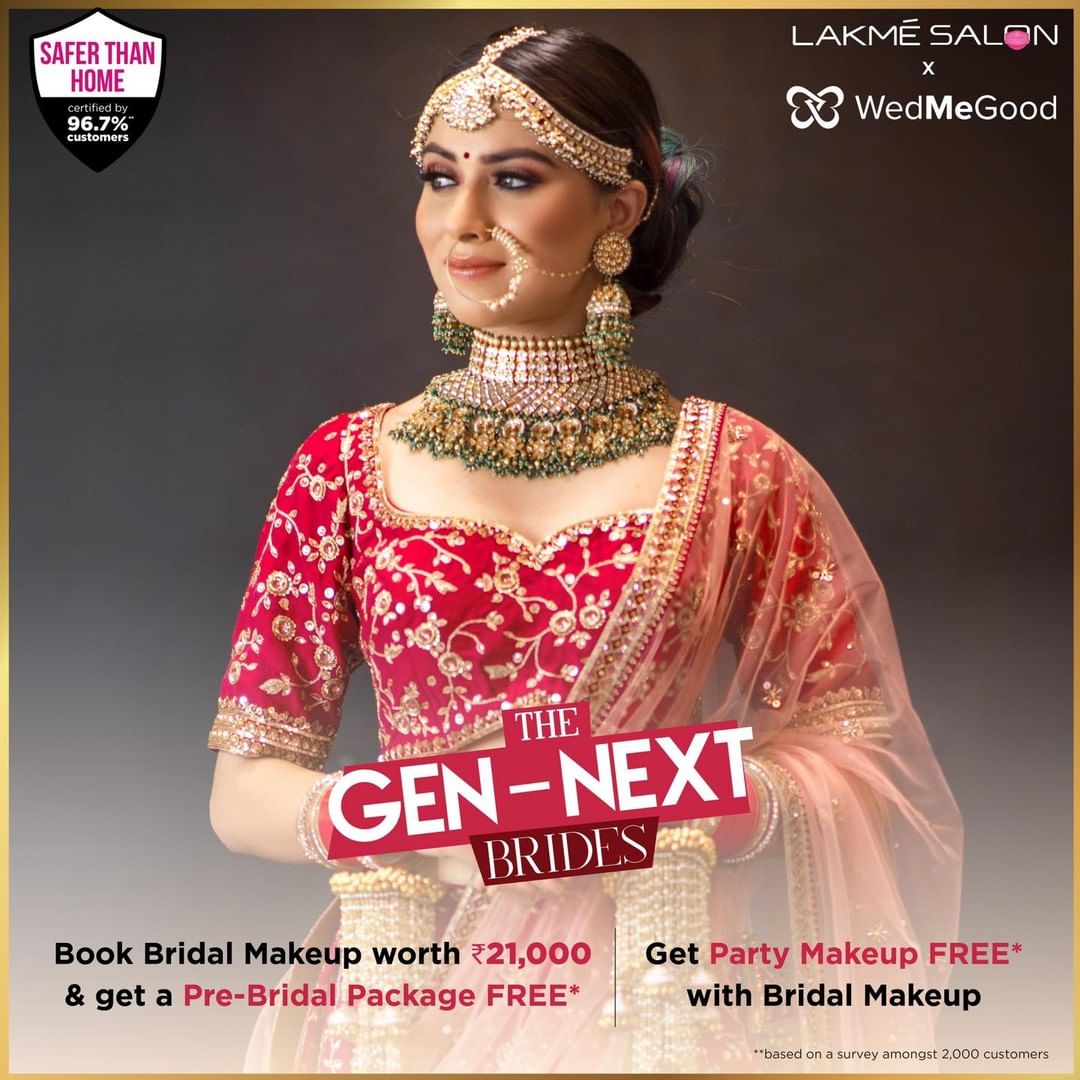 SAFER THAN
HOME
certified by
96.7%**
customers
LAKMÉ SALON
x
WedMeGood
THE
GEN-NEXT
BRIDES
Book Bridal Makeup worth ₹21,000
& get a Pre-Bridal Package FREE*
Get Party Makeup FREE*
with Bridal Makeup
**based on a survey amongst 2,000 customers